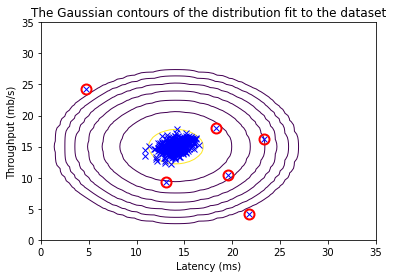 The Gaussian contours of the distribution fit to the dataset
35
30
25
20
15
10
5
0
Throughput (mb/s)
0 5 10 15 20 25 30 35
Latency (ms)